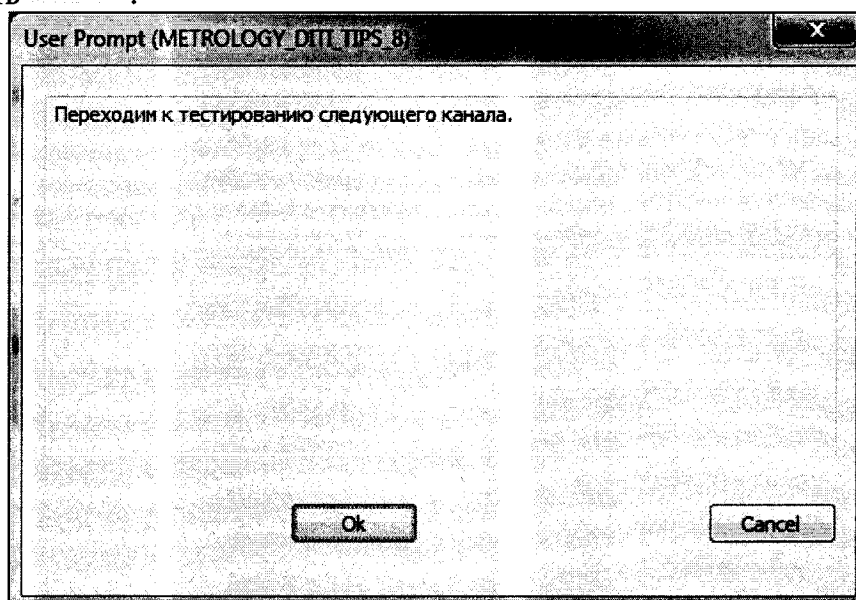 User Prompt (METROLOGY_DITI_TIPS_8)
Переходим к тестированию следующего канала.
Ok
Cancel